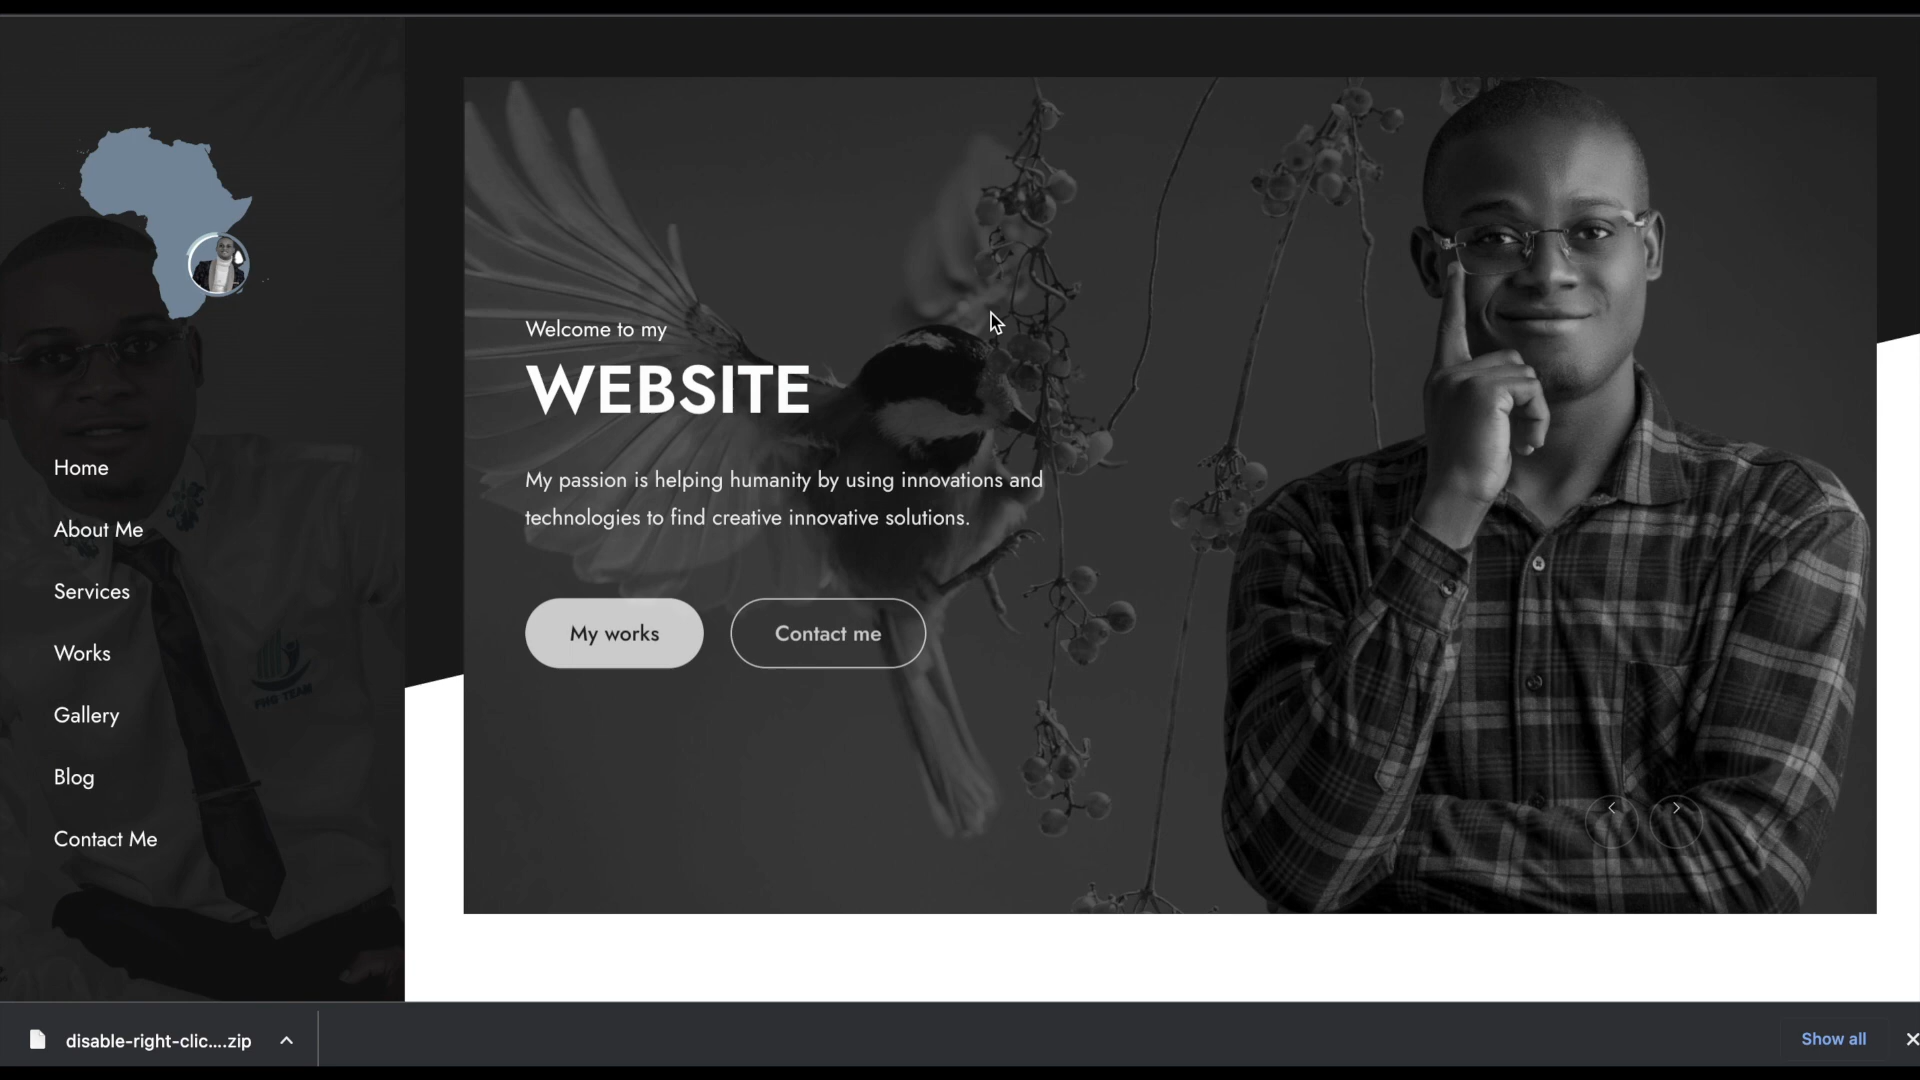 Home
About Me
Services
Works
Gallery
Blog
Contact Me
FHG TEAM
Welcome to my
WEBSITE
My passion is helping humanity by using innovations and
technologies to find creative innovative solutions.
My works
Contact me
disable-right-clic....zip
Show all